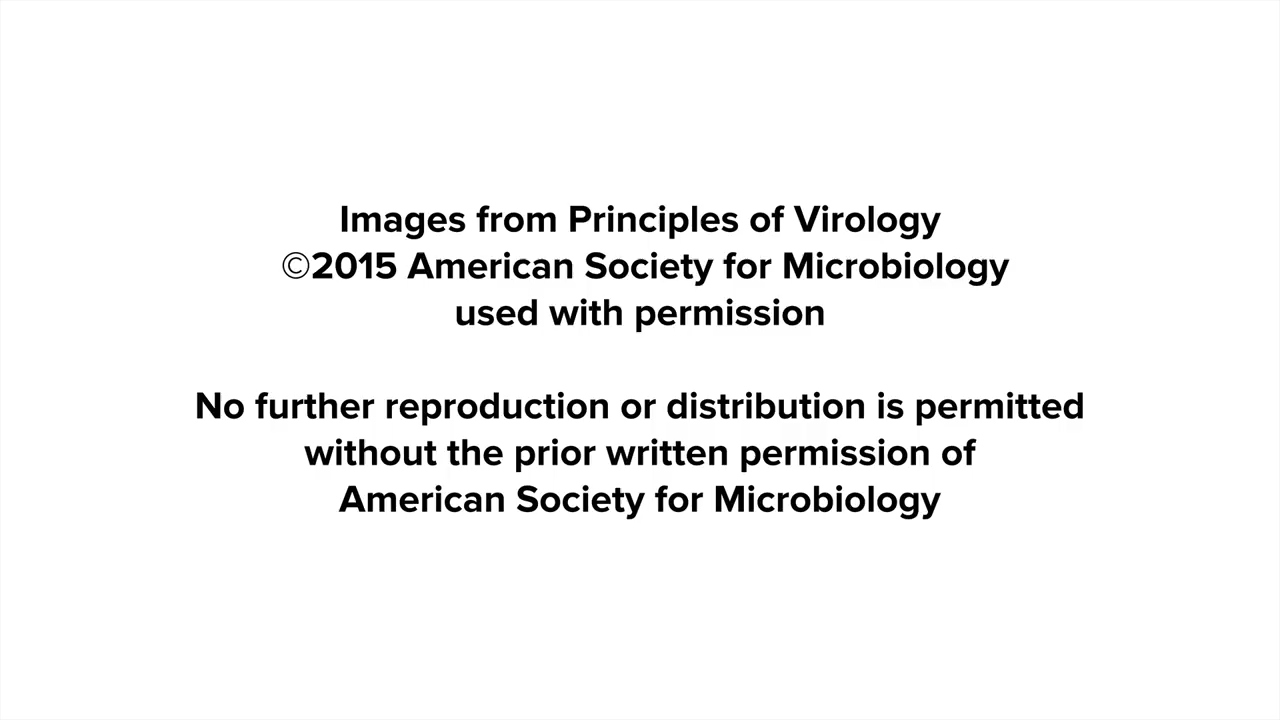 Images from Principles of Virology
©2015 American Society for Microbiology
used with permission
No further reproduction or distribution is permitted
without the prior written permission of
American Society for Microbiology